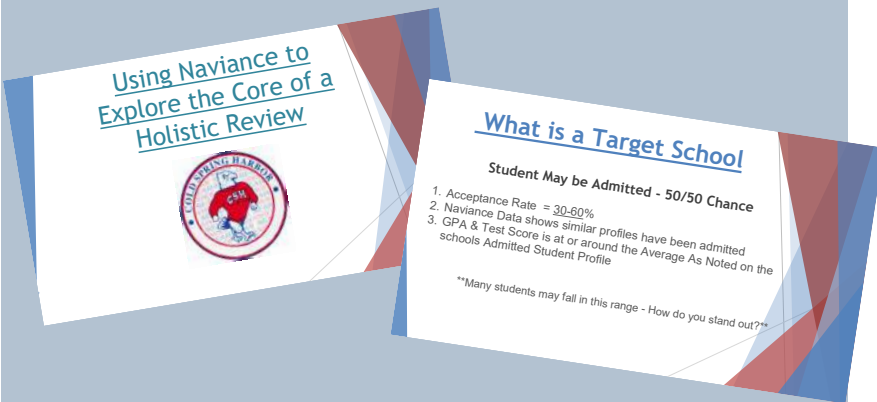 Using Naviance to
Explore the Core of a
Holistic Review
COLD SPRING HARBOR
CSH
What is a Target School
Student May be Admitted - 50/50 Chance
1. Acceptance Rate = 30-60%
2. Naviance Data shows similar profiles have been admitted
3. GPA & Test Score is at or around the Average As Noted on the
schools Admitted Student Profile
**Many students may fall in this range - How do you stand out?**